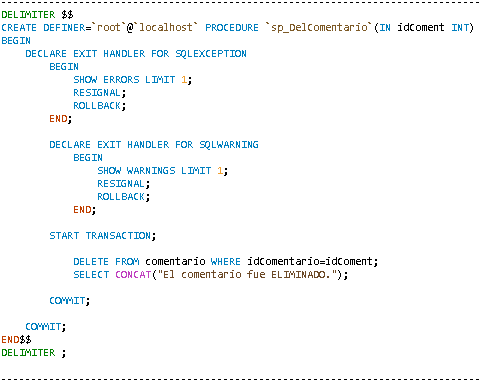 --------------------------------------------------------------------------------
DELIMITER $$
CREATE DEFINER=`root`@`localhost` PROCEDURE `sp_DelComentario`(IN idComent INT)
BEGIN
    DECLARE EXIT HANDLER FOR SQLEXCEPTION
        BEGIN
            SHOW ERRORS LIMIT 1;
            RESIGNAL;
            ROLLBACK;
        END;

        DECLARE EXIT HANDLER FOR SQLWARNING
            BEGIN
                SHOW WARNINGS LIMIT 1;
                RESIGNAL;
                ROLLBACK;
            END;

        START TRANSACTION;

            DELETE FROM comentario WHERE idComentario=idComent;
            SELECT CONCAT("El comentario fue ELIMINADO.");

        COMMIT;

    COMMIT;
END$$
DELIMITER ;

--------------------------------------------------------------------------------